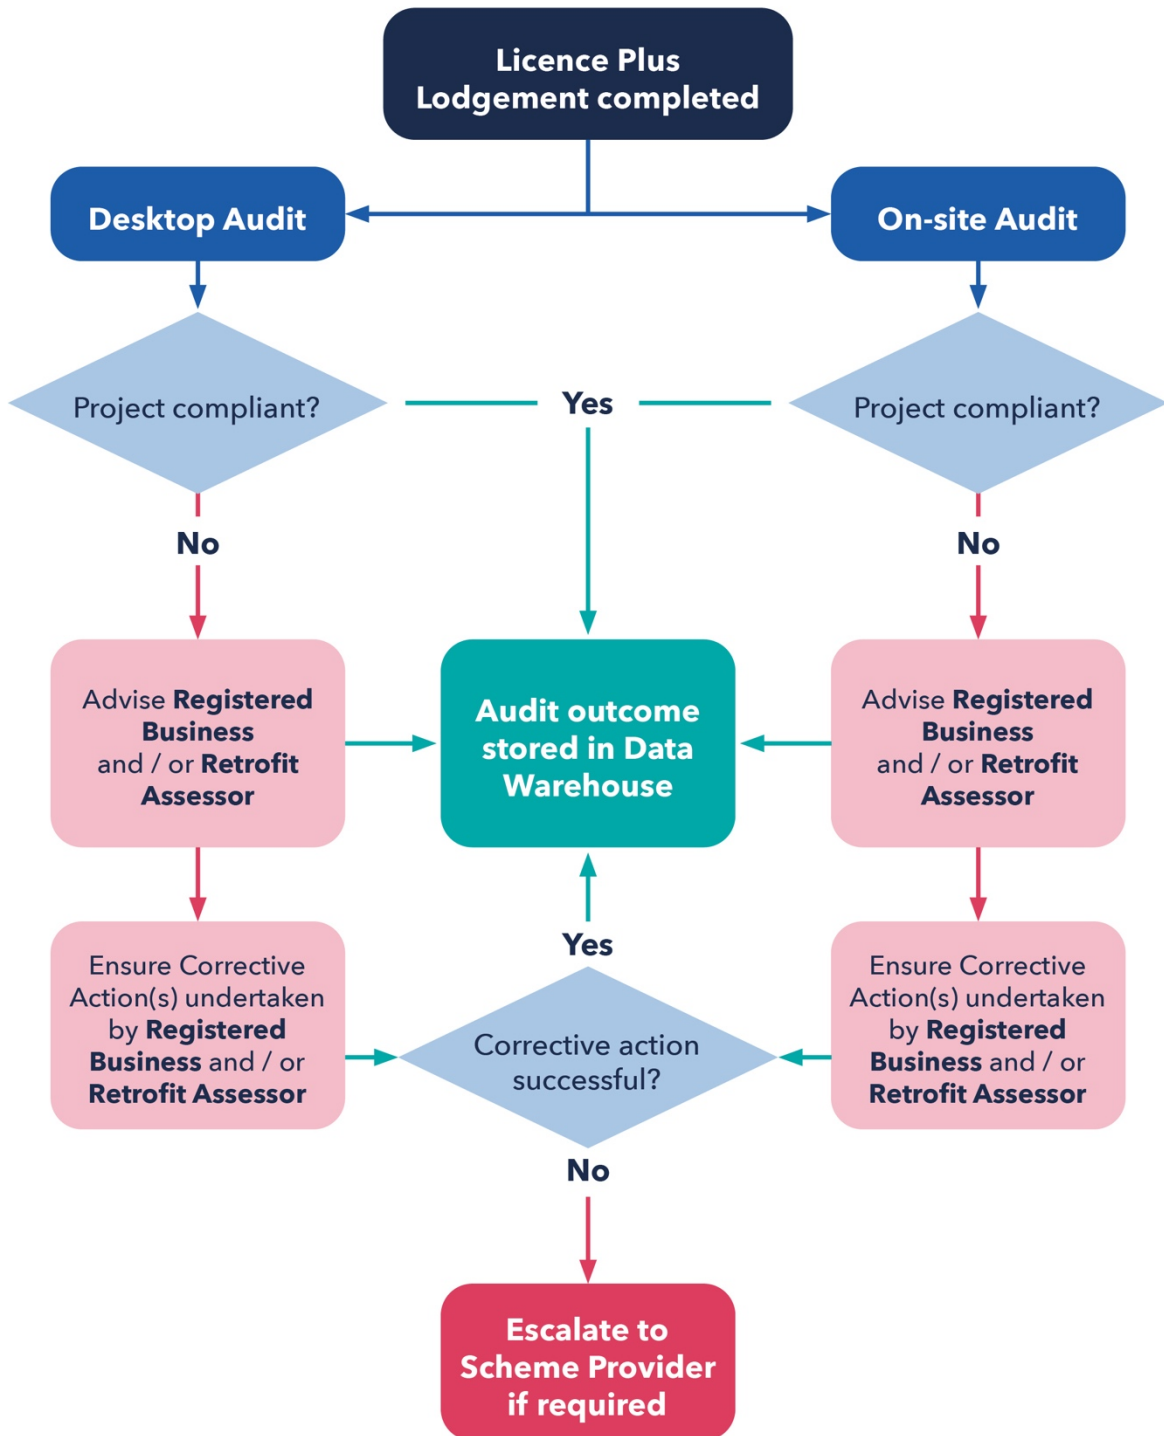 Licence Plus
Lodgement completed
Desktop Audit
On-site Audit
Project compliant?
Yes
Project compliant?
No
No
Advise Registered
Business
and / or Retrofit
Assessor
Audit outcome
stored in Data
Warehouse
Advise Registered
Business
and / or Retrofit
Assessor
Ensure Corrective
Action(s) undertaken
by Registered
Business and / or
Retrofit Assessor
Yes
Corrective action
successful?
Ensure Corrective
Action(s) undertaken
by Registered
Business and / or
Retrofit Assessor
No
Escalate to
Scheme Provider
if required